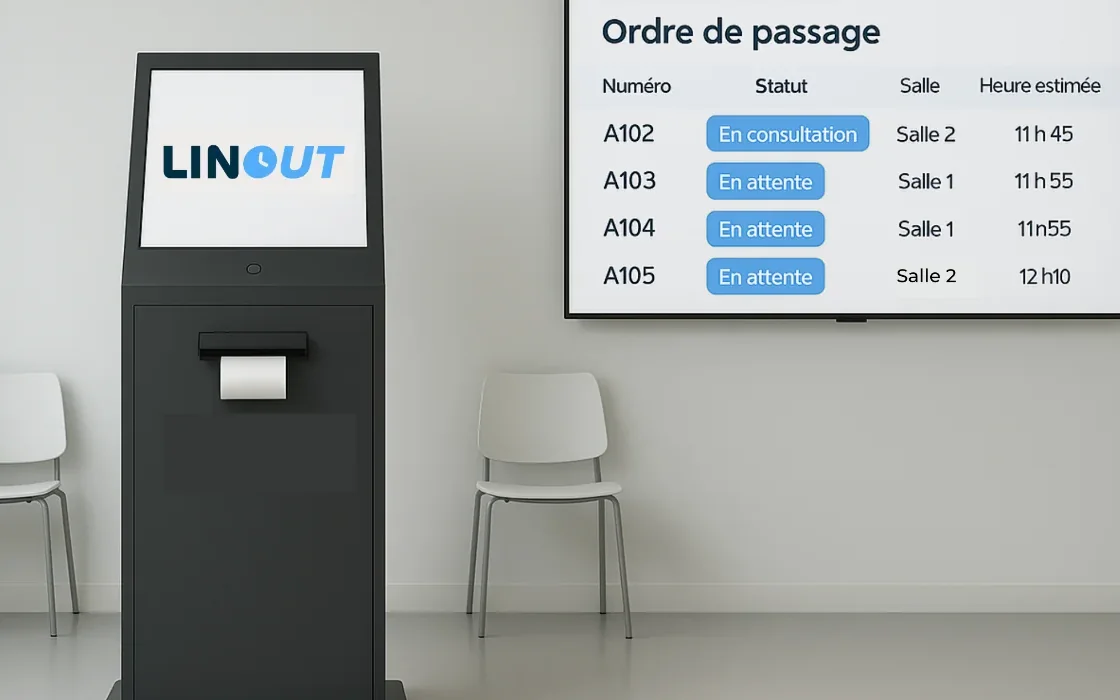 LINOUT
Ordre de passage
Numéro Statut Salle Heure estimée
A102 En consultation Salle 2 11 h 45
A103 En attente Salle 1 11 h 55
A104 En attente Salle 1 11n55
A105 En attente Salle 2 12 h10